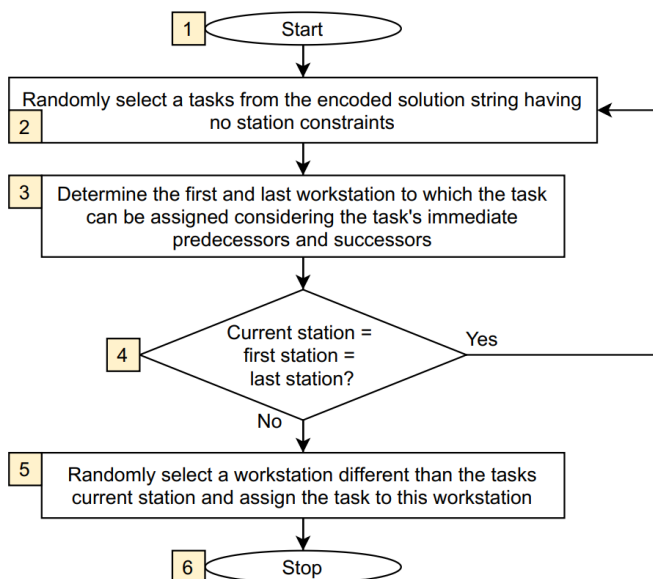 1
Start
Randomly select a tasks from the encoded solution string having
2
no station constraints
3
Determine the first and last workstation to which the task
can be assigned considering the task's immediate
predecessors and successors
Current station =
Yes
4
first station =
last station?
No
5
Randomly select a workstation different than the tasks
current station and assign the task to this workstation
6
Stop